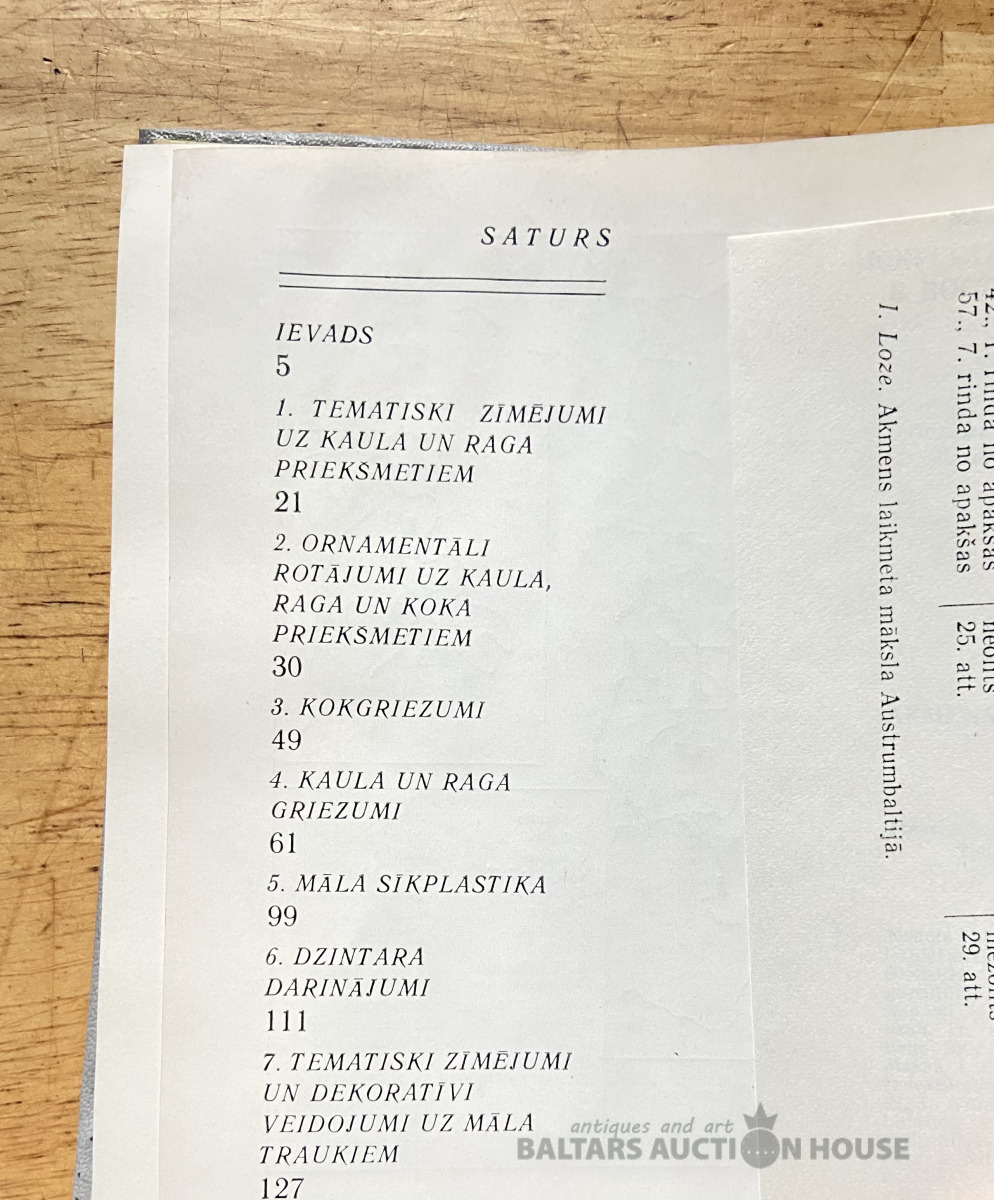 SATURS
IEVADS
5
1. TEMATISKI ZĪMĒJUMI
UZ KAULA UN RAGA
PRIEKŠMETIEM
21
2. ORNAMENTĀLI
ROTĀJUMI UZ KAULA,
RAGA UN KOKA
PRIEKŠMETIEM
30
3. KOKGRIEZUMI
49
4. KAULA UN RAGA
GRIEZUMI
61
5. MĀLA SĪKPLASTIKA
99
6. DZINTARA
DARINĀJUMI
111
7. TEMATISKI ZĪMĒJUMI
UN DEKORATĪVI
VEIDOJUMI UZ MĀLA
TRAUKIEM
127
57., 7. rinda no apakšas 25. att. 29. att.
I. Loze. Akmens laikmeta māksla Austrumbaltijā.
antiques and art
BALTARS AUCTION HOUSE